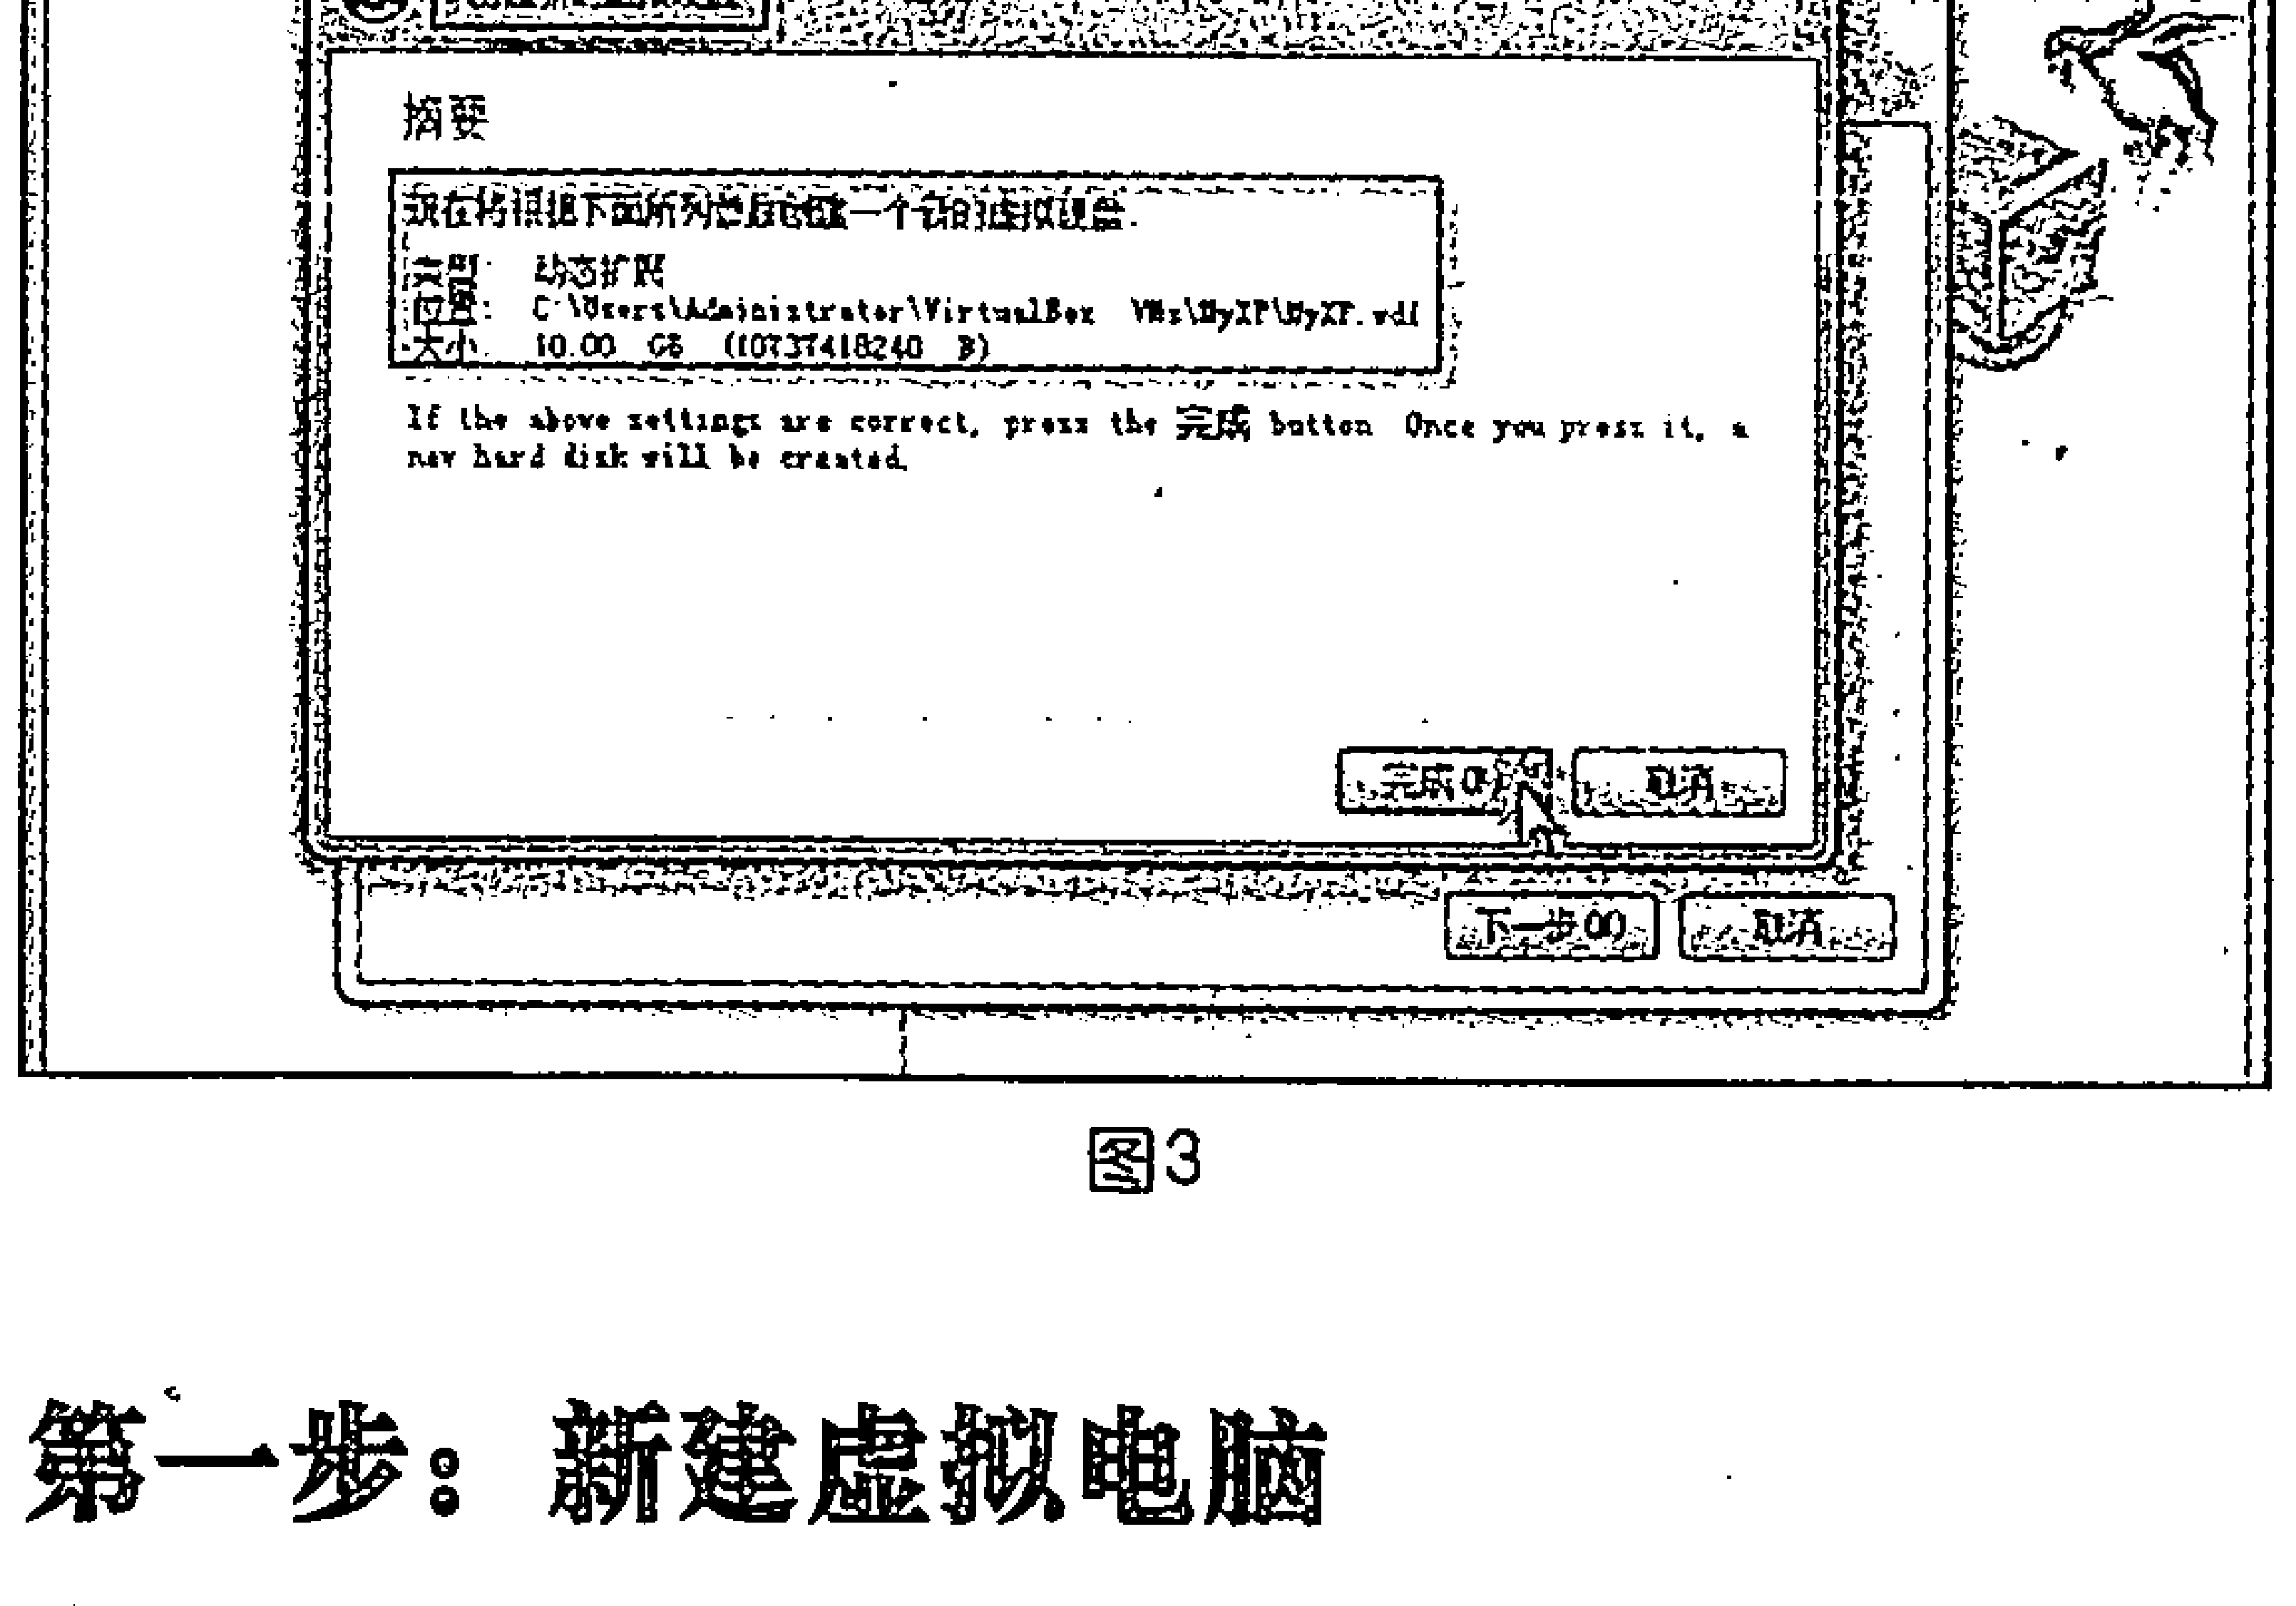 摘要
现在将根据下面所列参数创建一个新的虚拟硬盘.
类型: 动态扩展
位置: C:\Users\Administrator\VirtualBox VMs\MyXP\MyXP.vdi
大小: 10.00 GB (10737418240 B)
If the above settings are correct, press the 完成 button Once you press it, a
new hard disk will be created.
完成 取消
下一步(N) 取消
图3
第一步：新建虚拟电脑